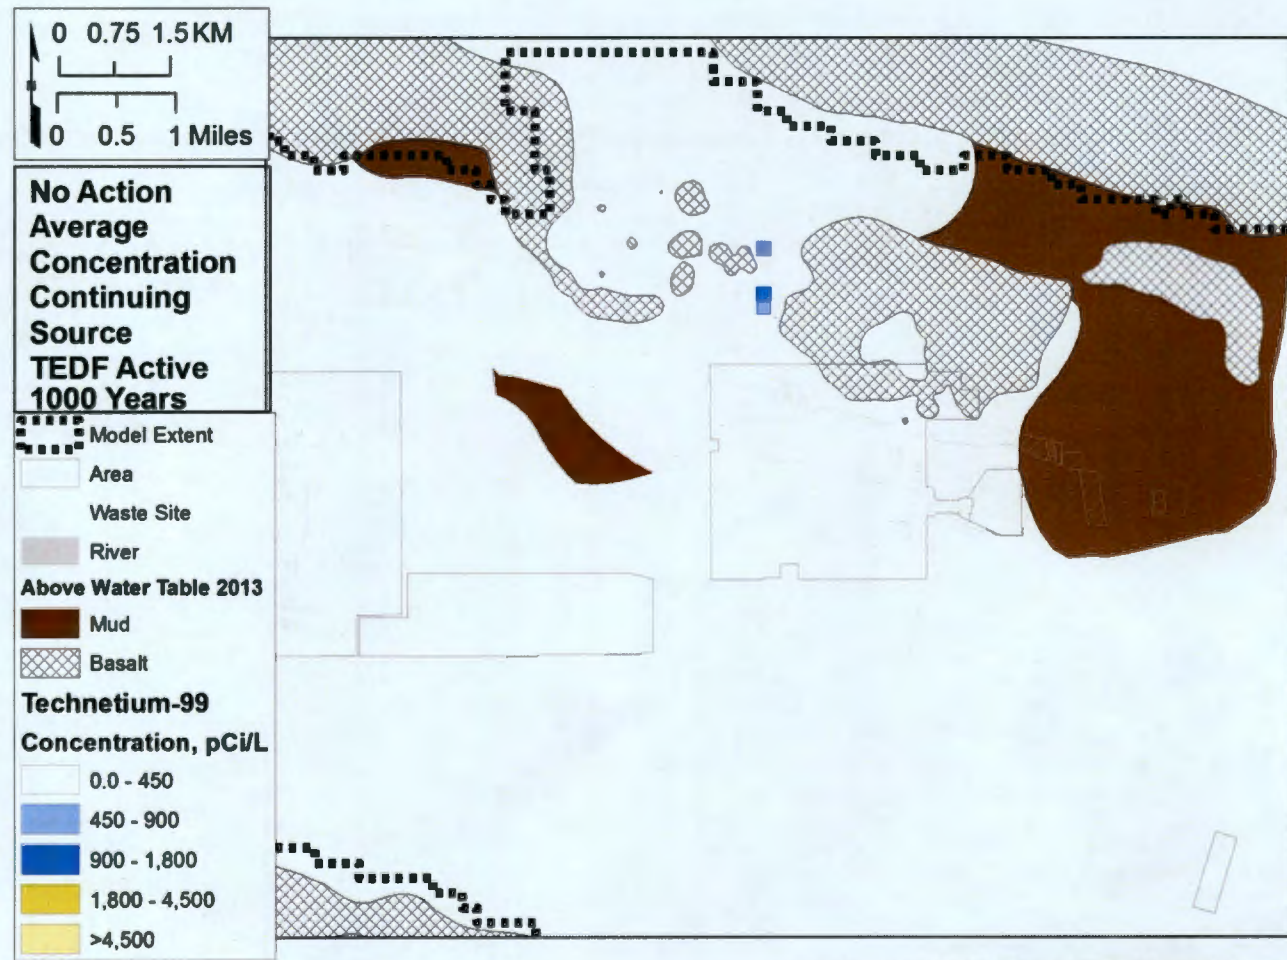 0 0.75 1.5 KM
0 0.5 1 Miles
No Action
Average
Concentration
Continuing
Source
TEDF Active
1000 Years
Model Extent
Area
Waste Site
River
Above Water Table 2013
Mud
Basalt
Technetium-99
Concentration, pCi/L
0.0 - 450
450 - 900
900 - 1,800
1,800 - 4,500
>4,500